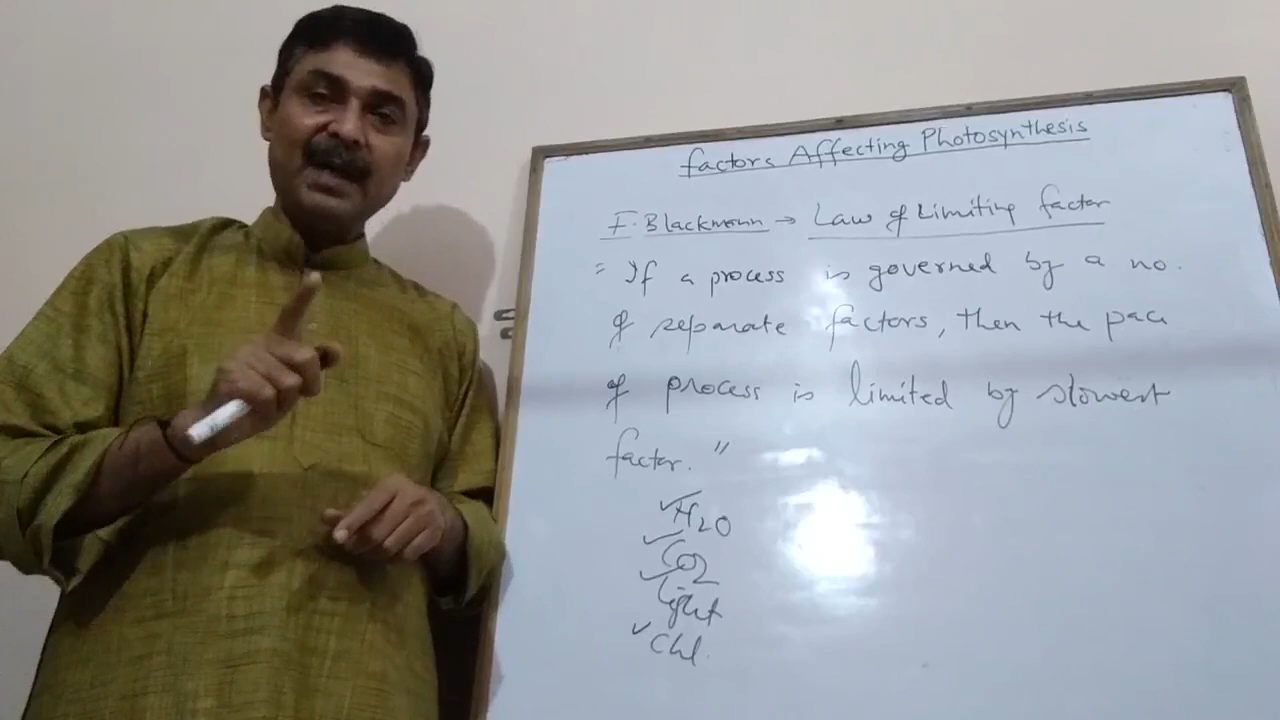 Factors Affecting Photosynthesis
F. Blackmann → Law of Limiting factor
" If a process is governed by a no.
of separate factors, then the pace
of process is limited by slowest
factor. "
✓ H2O
✓ CO2
✓ light
✓ Chl.